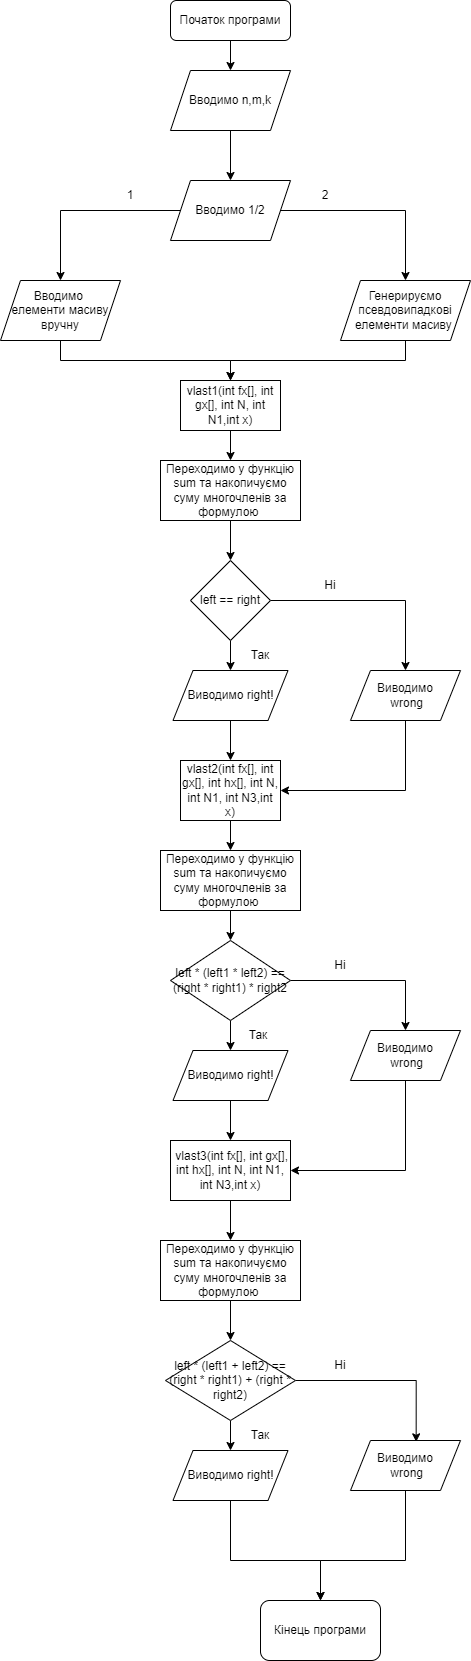 Початок програми
Вводимо n,m,k
Вводимо 1/2
1
2
Вводимо
елементи масиву
вручну
Генерируємо
псевдовипадкові
елементи масиву
vlast1(int fx[], int
gx[], int N, int
N1,int x)
Переходимо у функцію
sum та накопичуємо
суму многочленів за
формулою
left == right
Ні
Так
Виводимо right!
Виводимо
wrong
vlast2(int fx[], int
gx[], int hx[], int N,
int N1, int N3,int
x)
Переходимо у функцію
sum та накопичуємо
суму многочленів за
формулою
left * (left1 * left2) ==
(right * right1) * right2
Ні
Так
Виводимо right!
Виводимо
wrong
vlast3(int fx[], int gx[],
int hx[], int N, int N1,
int N3,int x)
Переходимо у функцію
sum та накопичуємо
суму многочленів за
формулою
left * (left1 + left2) ==
(right * right1) + (right *
right2)
Ні
Так
Виводимо right!
Виводимо
wrong
Кінець програми